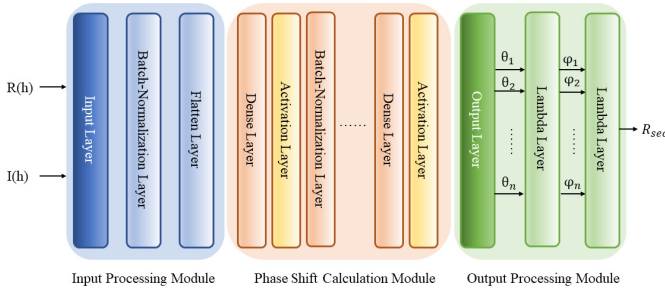 R(h)
I(h)
Input Layer
Batch-Normalization Layer
Flatten Layer
Dense Layer
Activation Layer
Batch-Normalization Layer
......
Dense Layer
Activation Layer
Output Layer
θ₁
θ₂
......
θₙ
Lambda Layer
φ₁
φ₂
......
φₙ
Lambda Layer
R_sec
Input Processing Module
Phase Shift Calculation Module
Output Processing Module